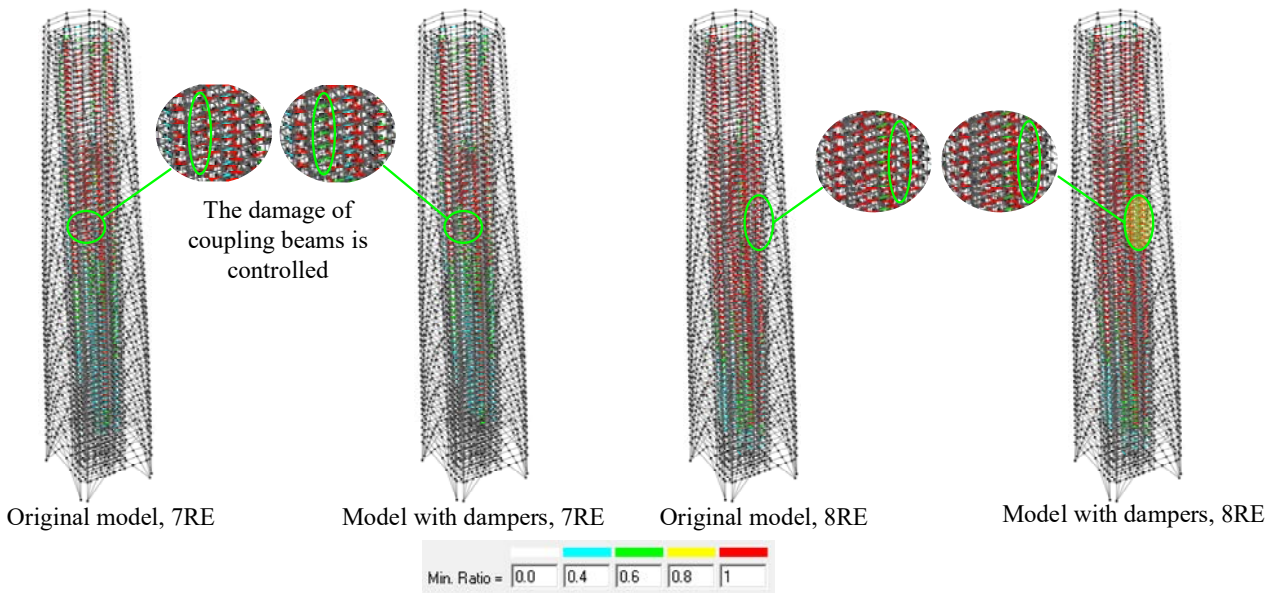 The damage of
coupling beams is
controlled
Original model, 7RE
Model with dampers, 7RE
Original model, 8RE
Model with dampers, 8RE
Min. Ratio = 0.0 0.4 0.6 0.8 1